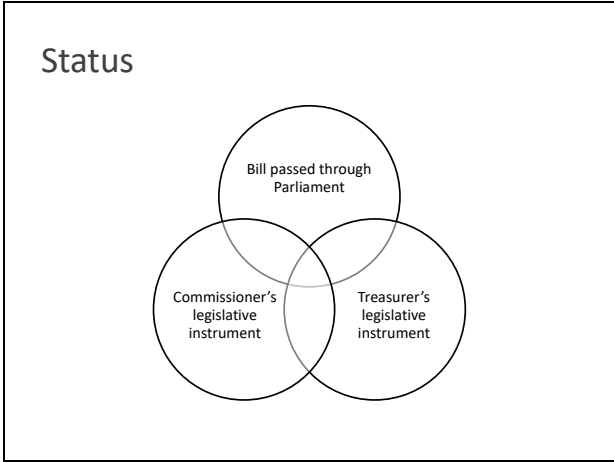 Status
Bill passed through
Parliament
Commissioner’s
legislative
instrument
Treasurer’s
legislative
instrument